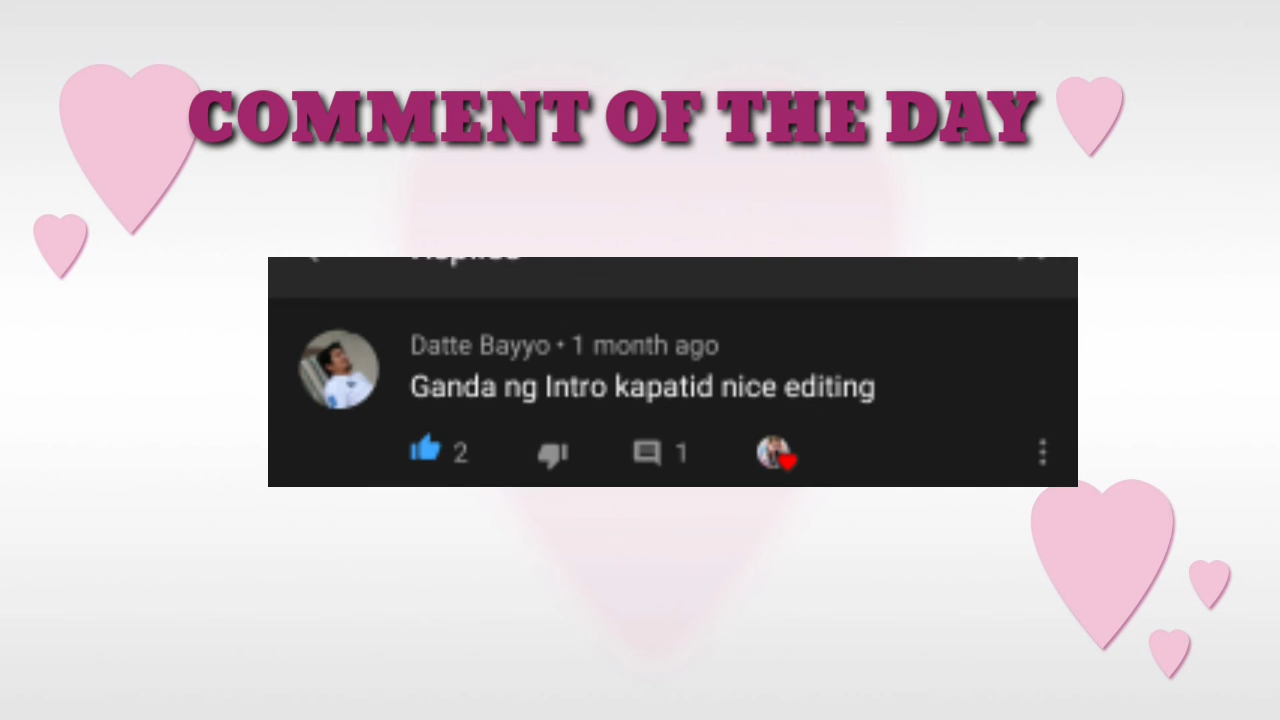 COMMENT OF THE DAY
Datte Bayyo • 1 month ago
Ganda ng Intro kapatid nice editing
2 1